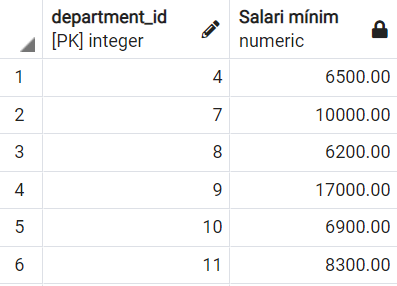 department_id Salari mínim
[PK] integer numeric
1 4 6500.00
2 7 10000.00
3 8 6200.00
4 9 17000.00
5 10 6900.00
6 11 8300.00